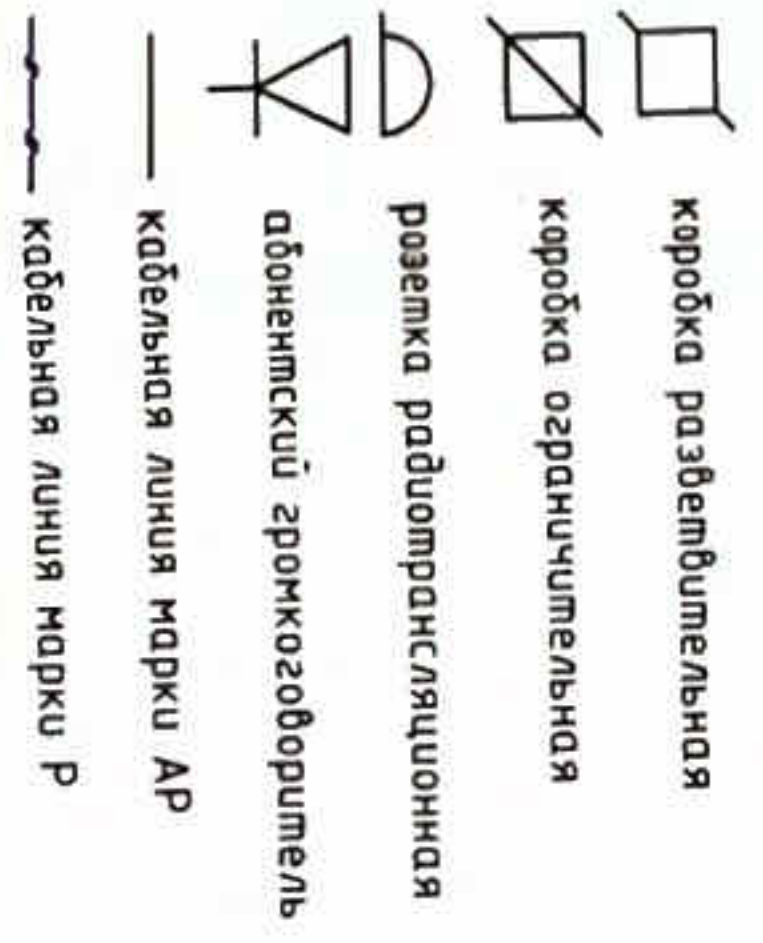 коробка разветвительная
коробка ограничительная
розетка радиотрансляционная
абонентский громкоговоритель
кабельная линия марки АР
кабельная линия марки Р